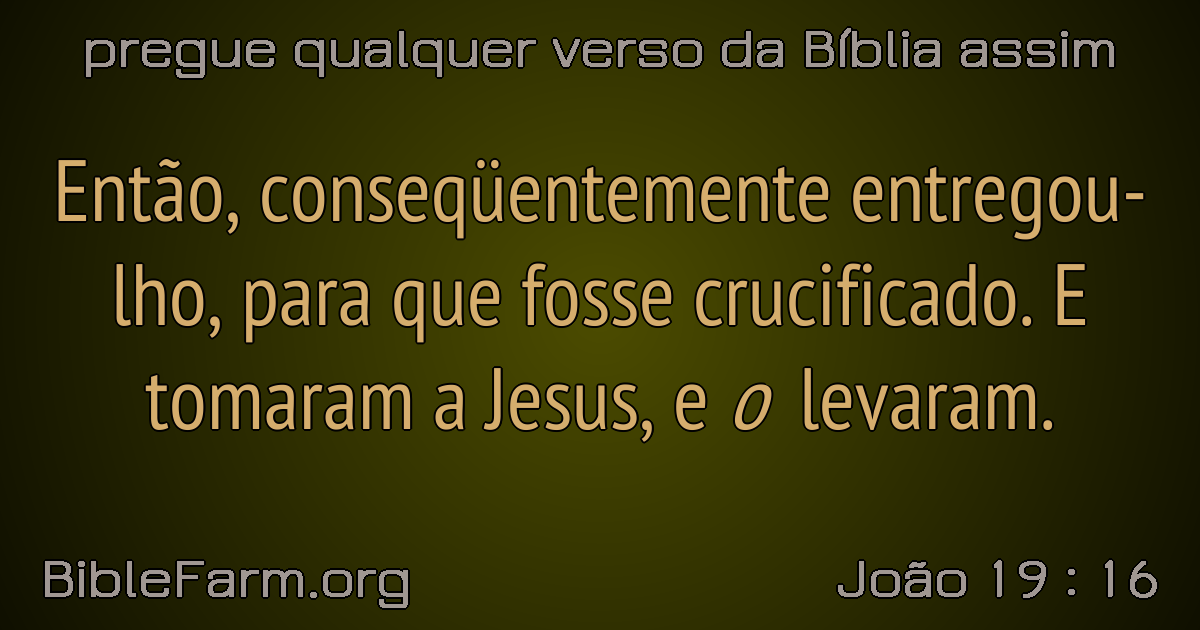 pregue qualquer verso da Bíblia assim
Então, conseqüentemente entregou-
lho, para que fosse crucificado. E
tomaram a Jesus, e o levaram.
BibleFarm.org
João 19 : 16